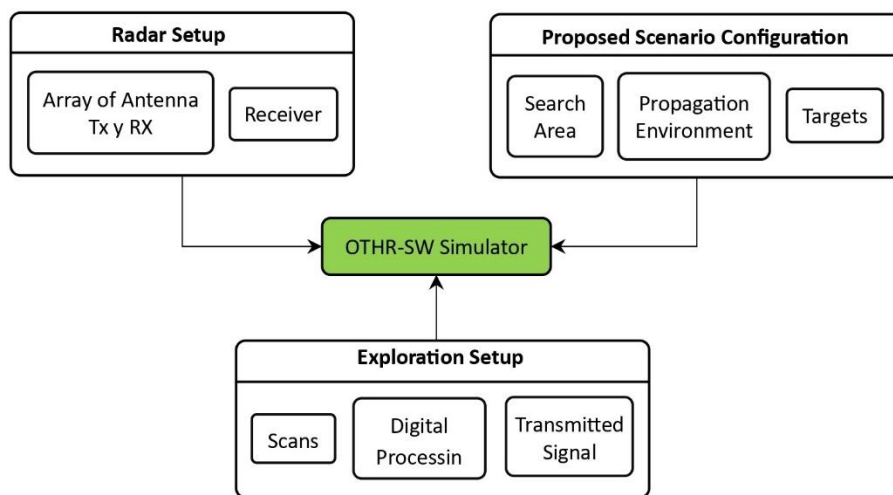 Radar Setup
Array of Antenna
Tx y RX
Receiver
Proposed Scenario Configuration
Search
Area
Propagation
Environment
Targets
OTHR-SW Simulator
Exploration Setup
Scans
Digital
Processin
Transmitted
Signal